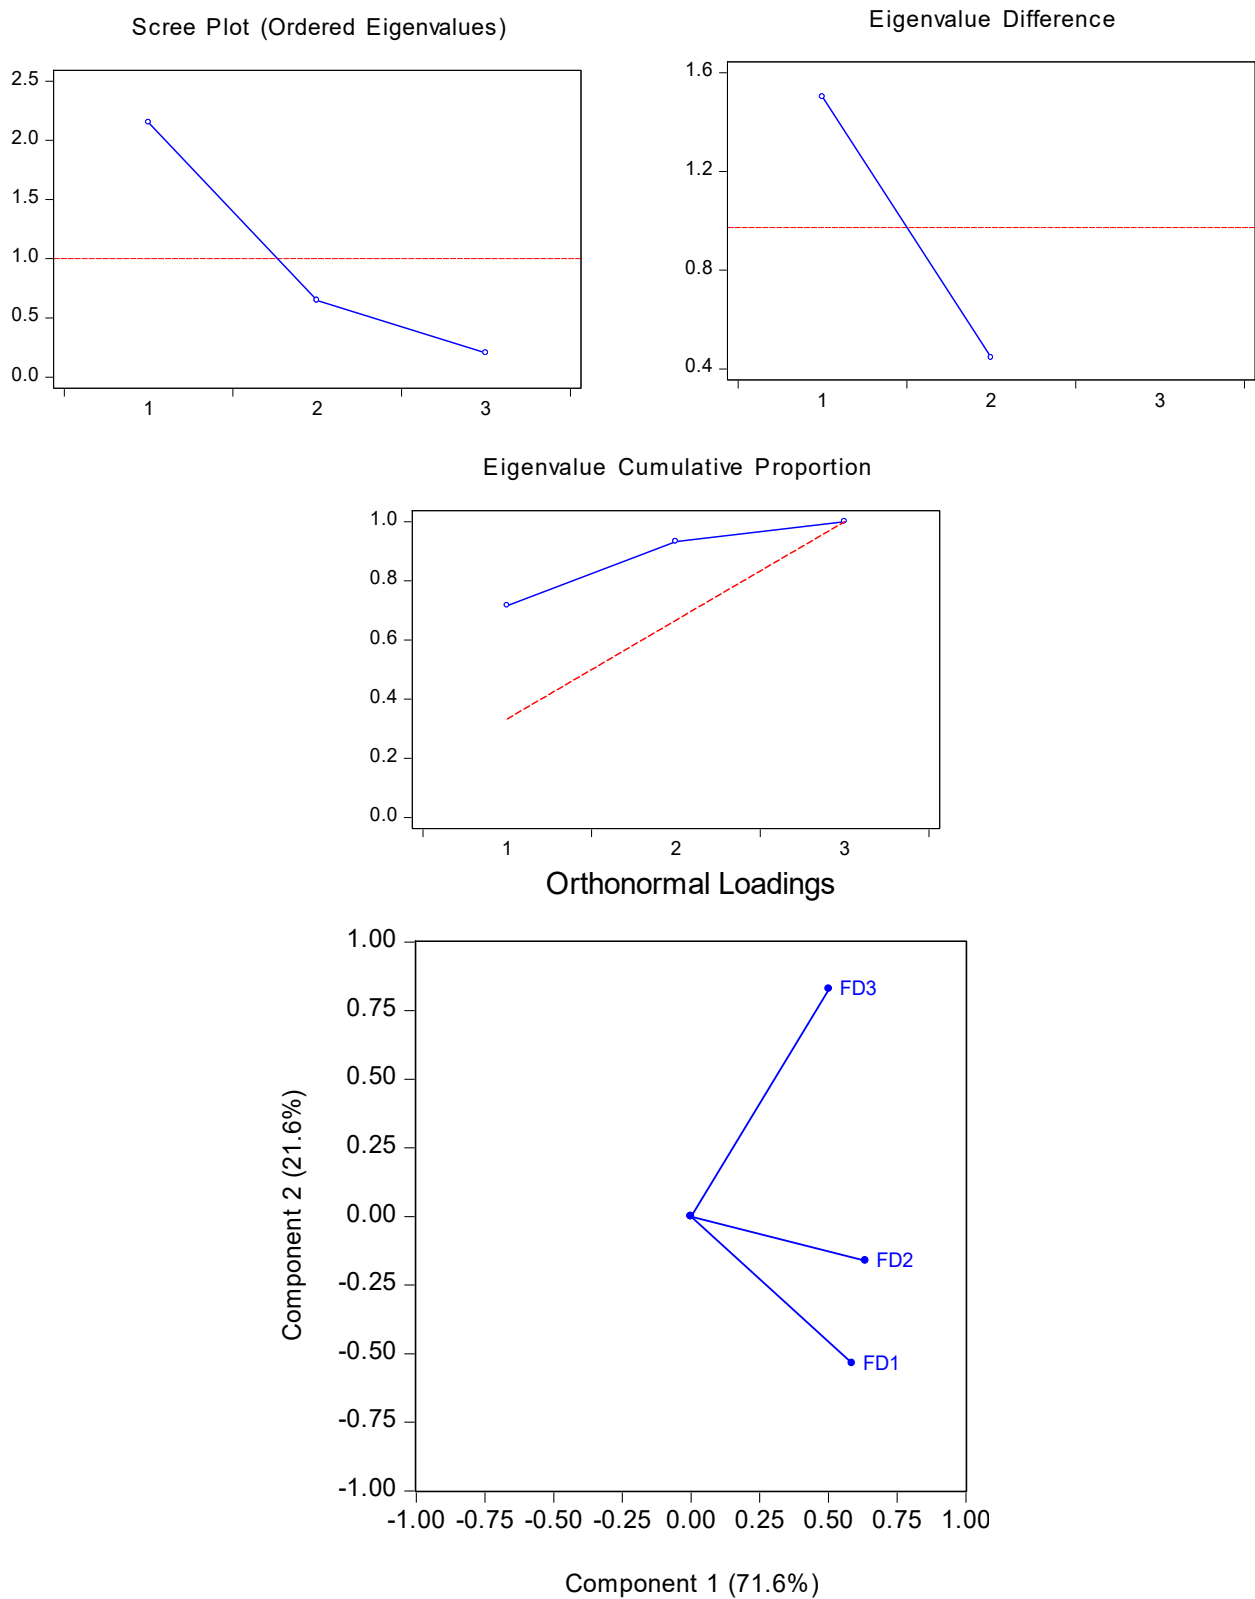 Scree Plot (Ordered Eigenvalues)
2.5
2.0
1.5
1.0
0.5
0.0
1 2 3
Eigenvalue Difference
1.6
1.2
0.8
0.4
1 2 3
Eigenvalue Cumulative Proportion
1.0
0.8
0.6
0.4
0.2
0.0
1 2 3
Orthonormal Loadings
1.00
0.75
0.50
0.25
0.00
-0.25
-0.50
-0.75
-1.00
Component 2 (21.6%)
FD3
FD2
FD1
-1.00 -0.75 -0.50 -0.25 0.00 0.25 0.50 0.75 1.00
Component 1 (71.6%)